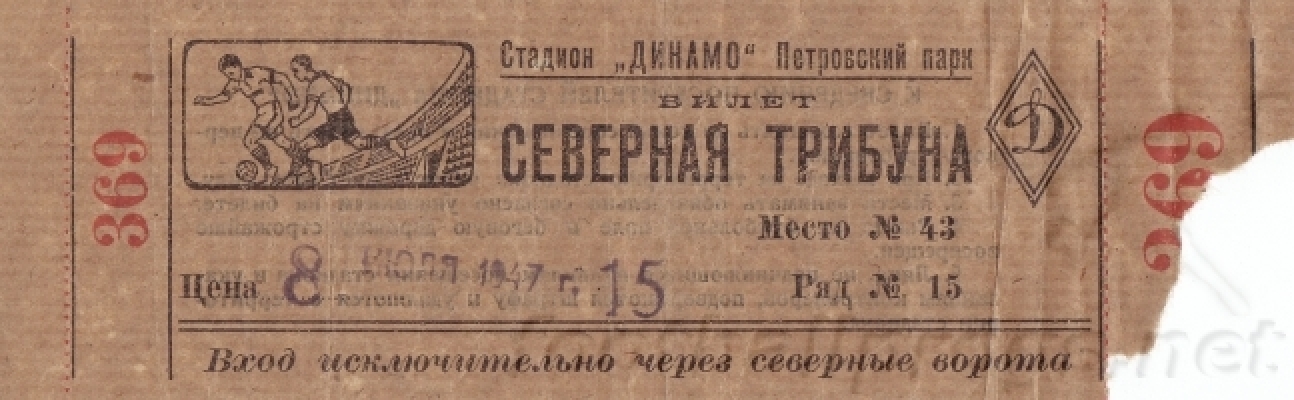 369
Стадион „ДИНАМО“ Петровский парк
БИЛЕТ
СЕВЕРНАЯ ТРИБУНА
Д
Место № 43
Цена 8 ИЮЛЯ 1947 г. 15
Ряд № 15
Вход исключительно через северные ворота
369